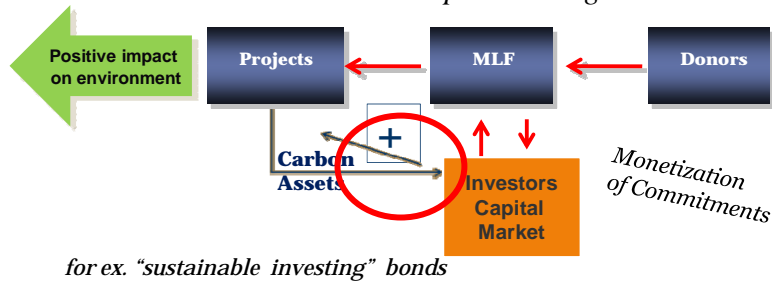 Positive impact
on environment
Projects
MLF
Donors
+
Carbon
Assets
Investors
Capital
Market
Monetization
of Commitments
for ex. “sustainable investing” bonds